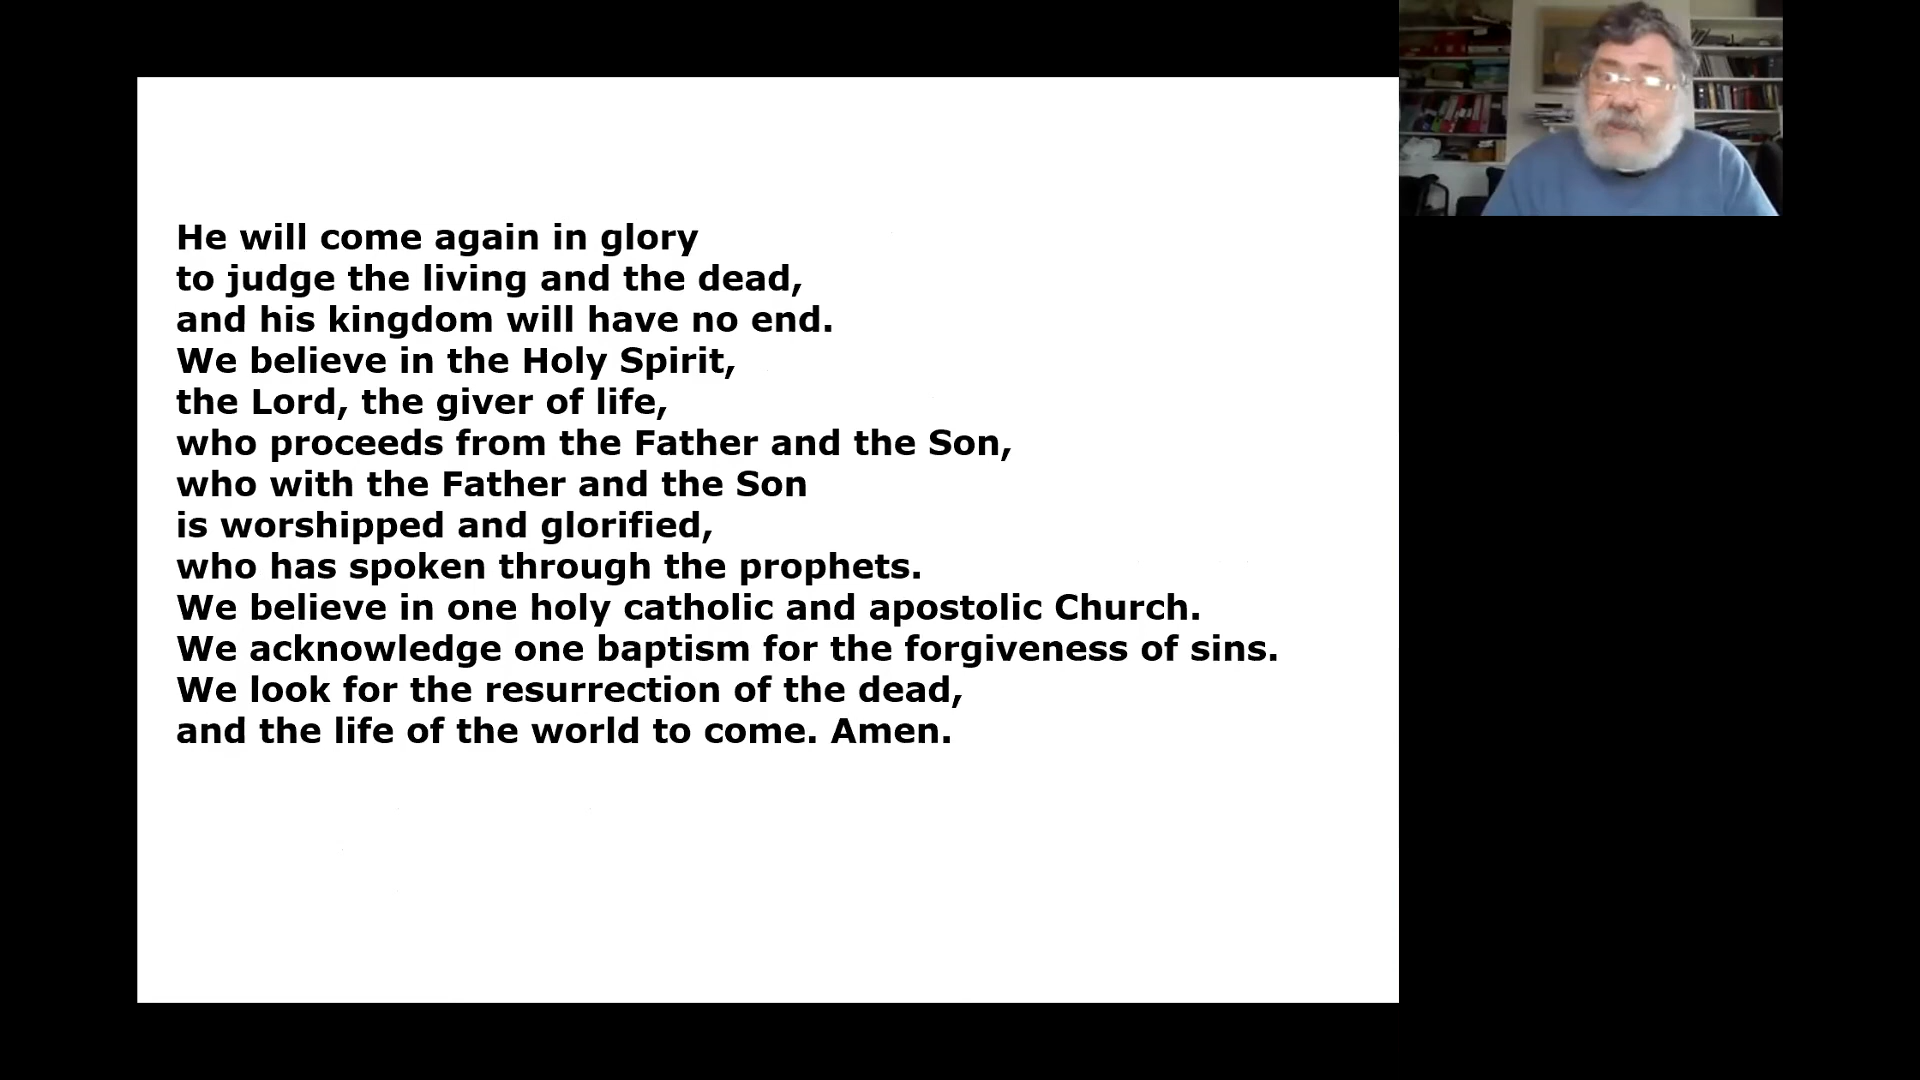 He will come again in glory
to judge the living and the dead,
and his kingdom will have no end.
We believe in the Holy Spirit,
the Lord, the giver of life,
who proceeds from the Father and the Son,
who with the Father and the Son
is worshipped and glorified,
who has spoken through the prophets.
We believe in one holy catholic and apostolic Church.
We acknowledge one baptism for the forgiveness of sins.
We look for the resurrection of the dead,
and the life of the world to come. Amen.